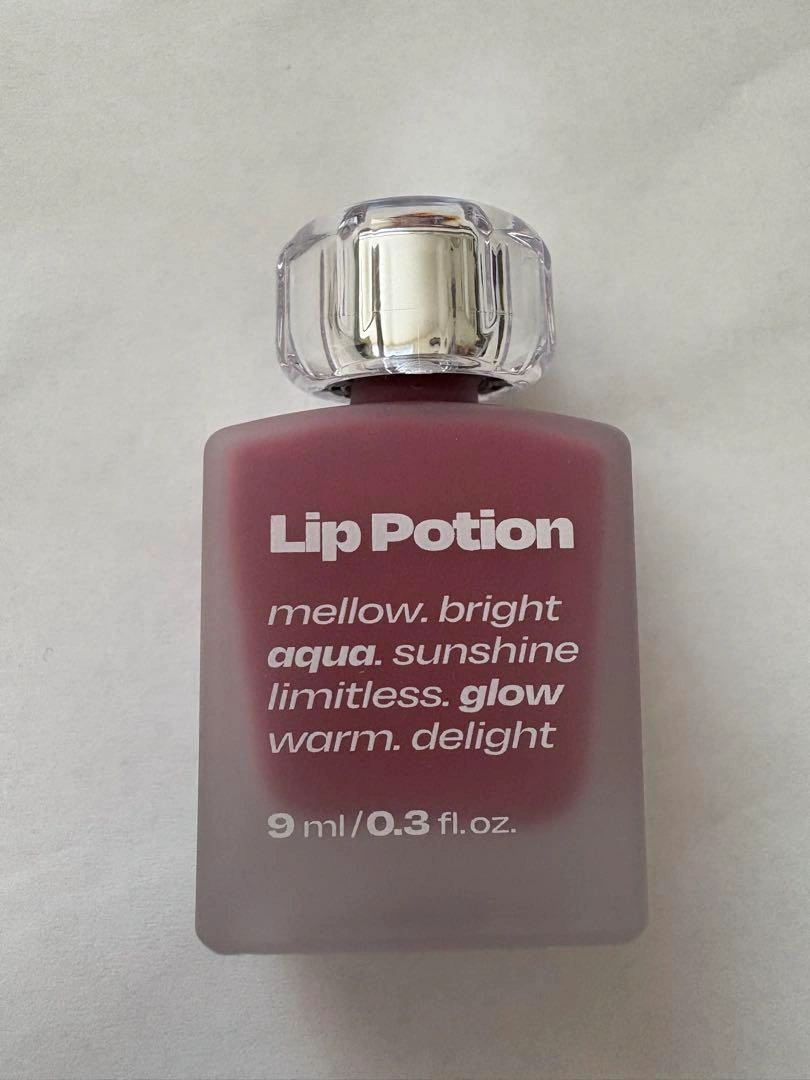 Lip Potion
mellow. bright
aqua. sunshine
limitless. glow
warm. delight
9 ml/0.3 fl.oz.